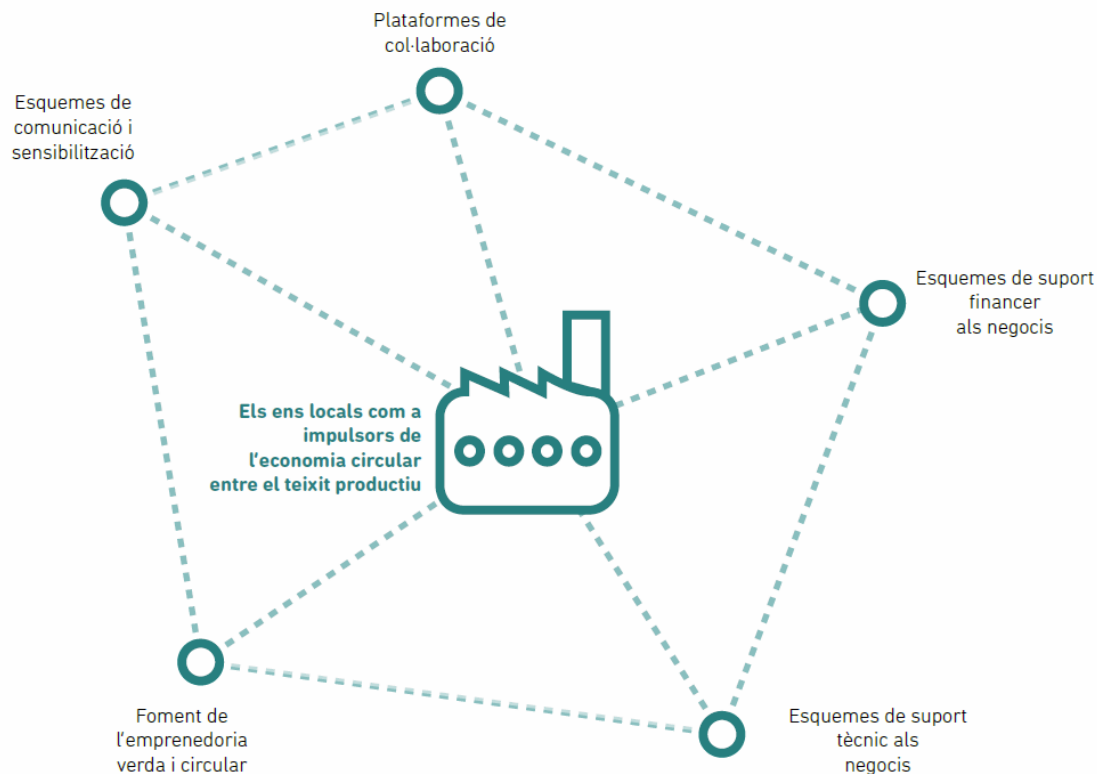 Plataformes de
col·laboració
Esquemes de
comunicació i
sensibilització
Esquemes de suport
financer
als negocis
Els ens locals com a
impulsors de
l'economia circular
entre el teixit productiu
Foment de
l'emprenedoria
verda i circular
Esquemes de suport
tècnic als
negocis